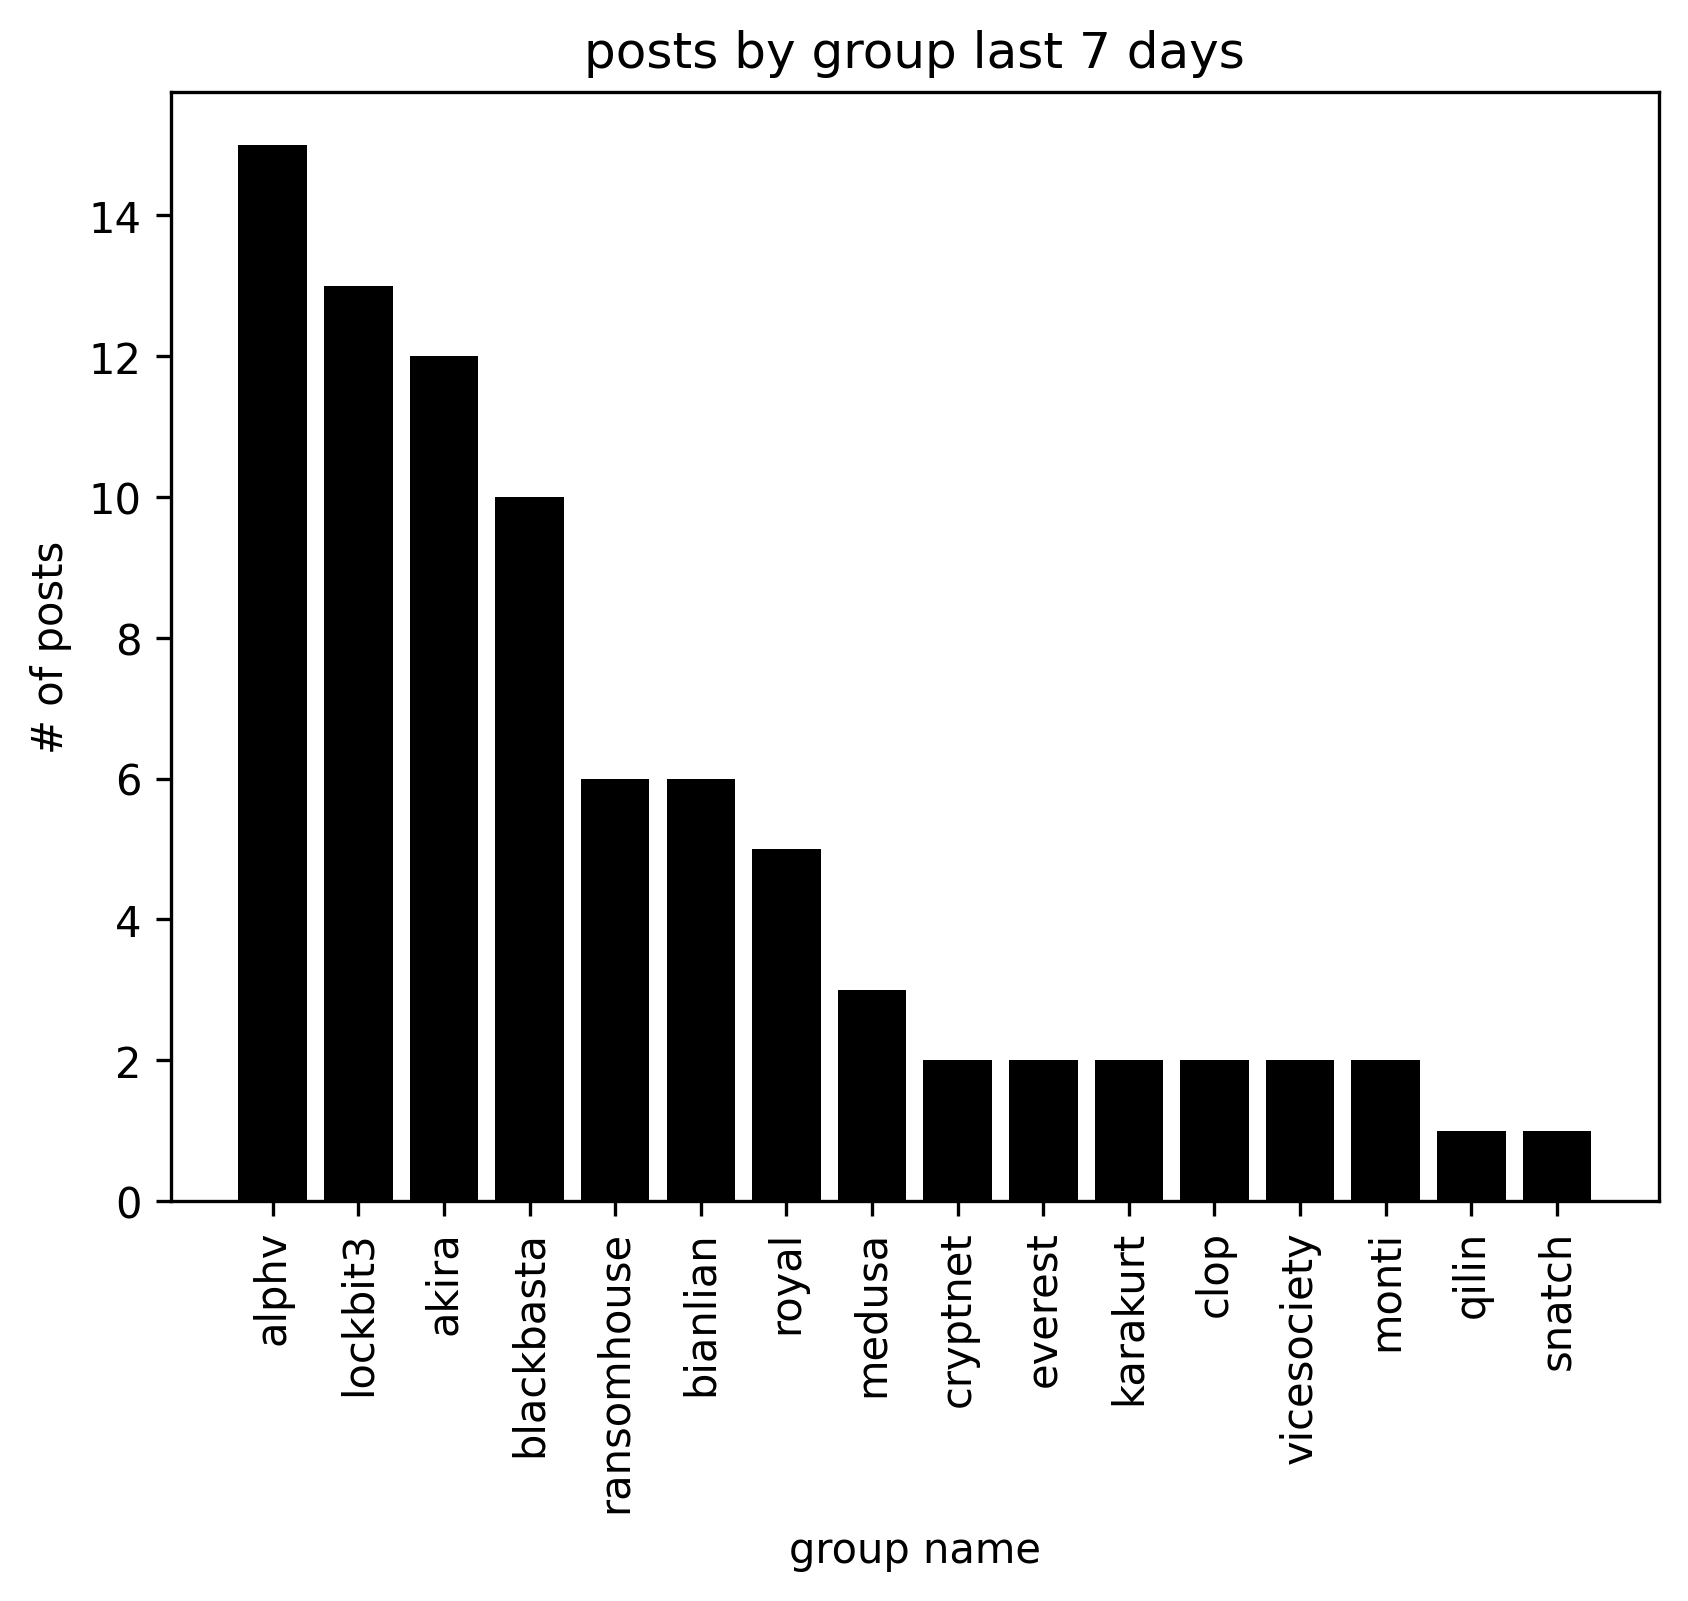 posts by group last 7 days
# of posts
14
12
10
8
6
4
2
0
alphv
lockbit3
akira
blackbasta
ransomhouse
bianlian
royal
medusa
cryptnet
everest
karakurt
clop
vicesociety
monti
qilin
snatch
group name